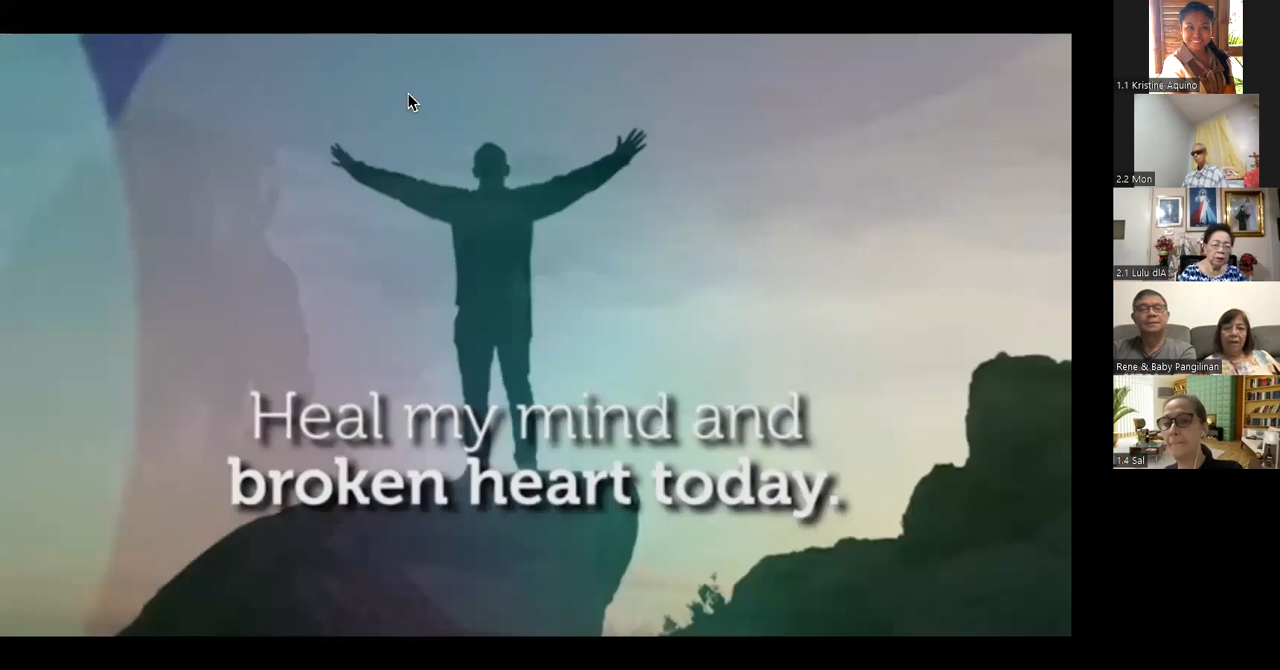 Heal my mind and
broken heart today.
1.1 Kristine Aquino
2.2 Mon
2.1 Lulu dlA
Rene & Baby Pangilinan
1.4 Sal